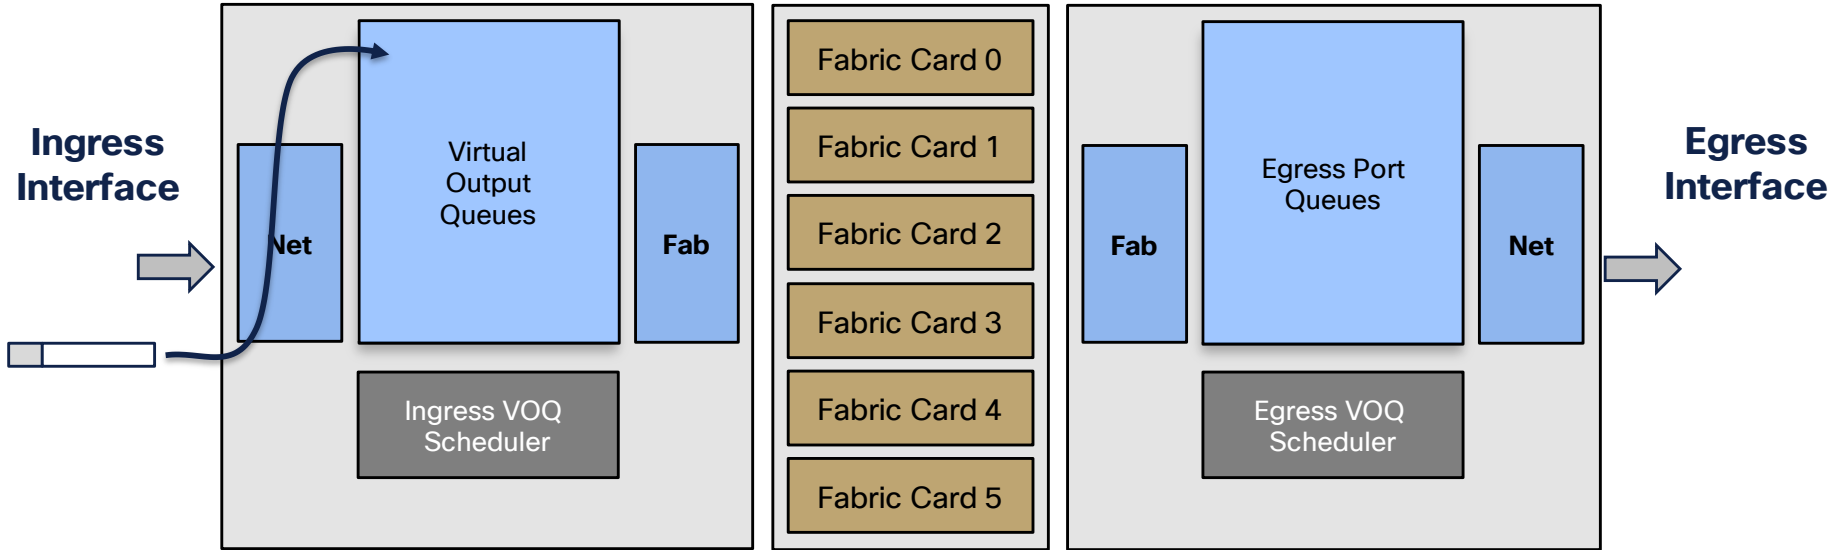 Ingress
Interface
Net
Virtual
Output
Queues
Fab
Ingress VOQ
Scheduler
Fabric Card 0
Fabric Card 1
Fabric Card 2
Fabric Card 3
Fabric Card 4
Fabric Card 5
Fab
Egress Port
Queues
Net
Egress VOQ
Scheduler
Egress
Interface